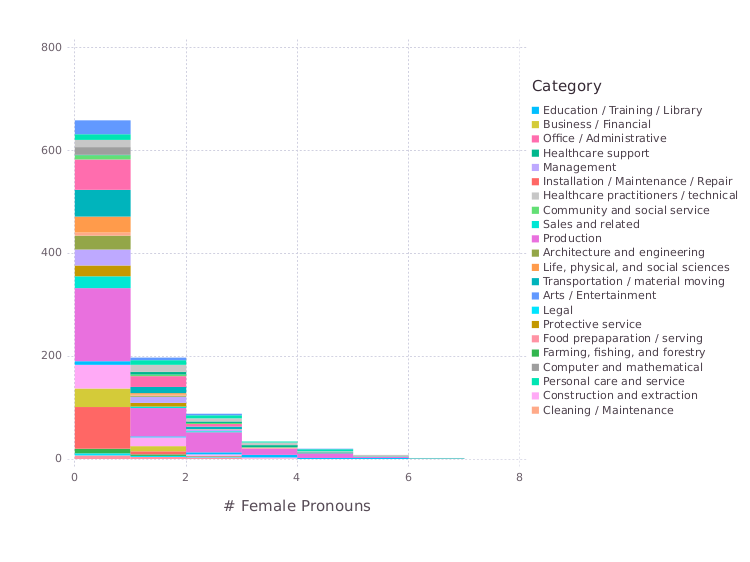 800
600
400
200
0
0
2
4
6
8
# Female Pronouns
Category
Education / Training / Library
Business / Financial
Office / Administrative
Healthcare support
Management
Installation / Maintenance / Repair
Healthcare practitioners / technical
Community and social service
Sales and related
Production
Architecture and engineering
Life, physical, and social sciences
Transportation / material moving
Arts / Entertainment
Legal
Protective service
Food prepaparation / serving
Farming, fishing, and forestry
Computer and mathematical
Personal care and service
Construction and extraction
Cleaning / Maintenance